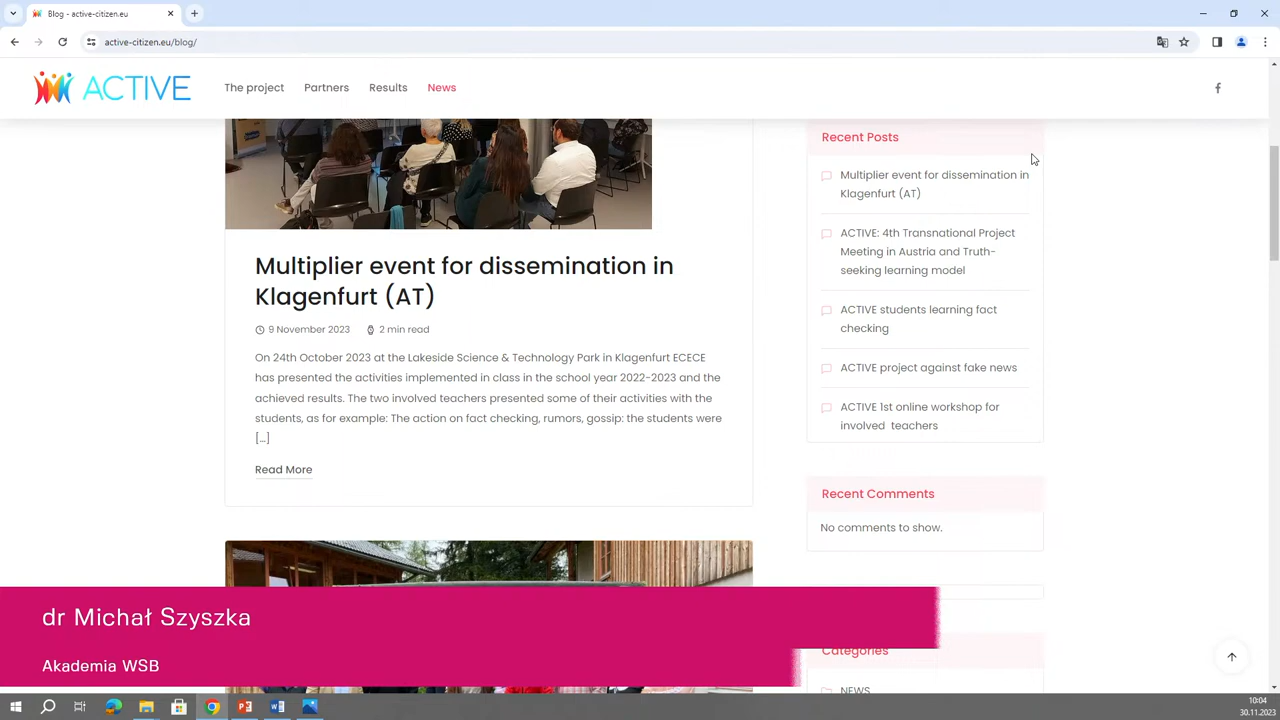 Blog - active-citizen.eu
active-citizen.eu/blog/
ACTIVE
The project
Partners
Results
News
Multiplier event for dissemination in
Klagenfurt (AT)
9 November 2023
2 min read
On 24th October 2023 at the Lakeside Science & Technology Park in Klagenfurt ECECE
has presented the activities implemented in class in the school year 2022-2023 and the
achieved results. The two involved teachers presented some of their activities with the
students, as for example: The action on fact checking, rumors, gossip: the students were
[...]
Read More
Recent Posts
Multiplier event for dissemination in
Klagenfurt (AT)
ACTIVE: 4th Transnational Project
Meeting in Austria and Truth-
seeking learning model
ACTIVE students learning fact
checking
ACTIVE project against fake news
ACTIVE 1st online workshop for
involved teachers
Recent Comments
No comments to show.
Categories
NEWS
dr Michał Szyszka
Akademia WSB
10:04
30.11.2023